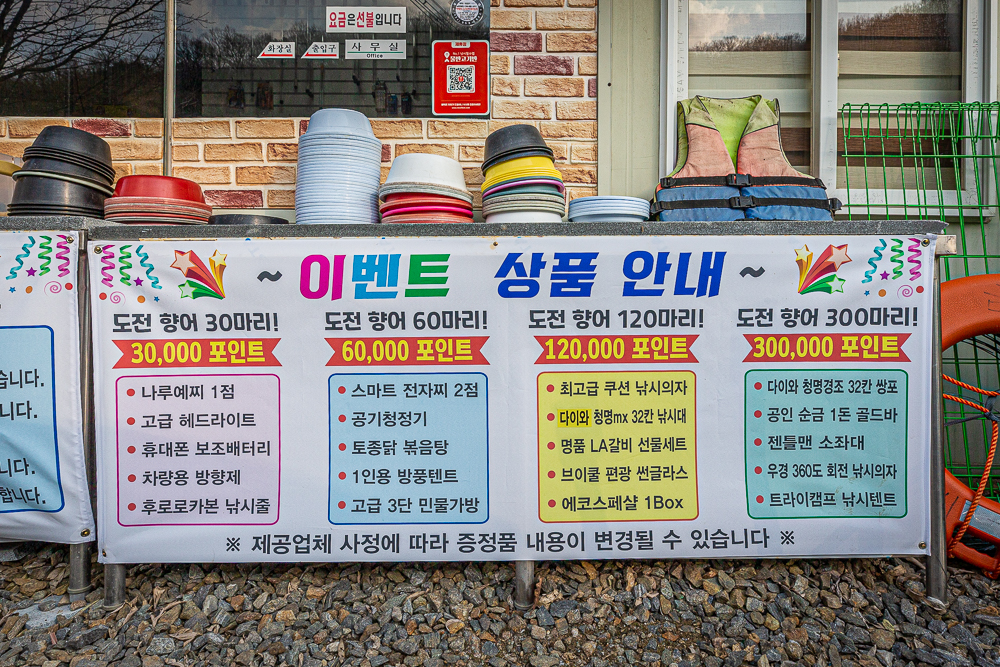 요금은선불입니다
화장실
출입구
사무실
Office
물반고기반
~ 이벤트 상품 안내 ~
도전 향어 30마리!
30,000 포인트
• 나루예찌 1점
• 고급 헤드라이트
• 휴대폰 보조배터리
• 차량용 방향제
• 후로로카본 낚시줄
도전 향어 60마리!
60,000 포인트
• 스마트 전자찌 2점
• 공기청정기
• 토종닭 볶음탕
• 1인용 방풍텐트
• 고급 3단 민물가방
도전 향어 120마리!
120,000 포인트
• 최고급 쿠션 낚시의자
• 다이와 청명mx 32칸 낚시대
• 명품 LA갈비 선물세트
• 브이쿨 편광 썬글라스
• 에코스페샬 1Box
도전 향어 300마리!
300,000 포인트
• 다이와 청명경조 32칸 쌍포
• 공인 순금 1돈 골드바
• 젠틀맨 소좌대
• 우경 360도 회전 낚시의자
• 트라이캠프 낚시텐트
※ 제공업체 사정에 따라 증정품 내용이 변경될 수 있습니다 ※
습니다.
니다.
니다.
합니다.